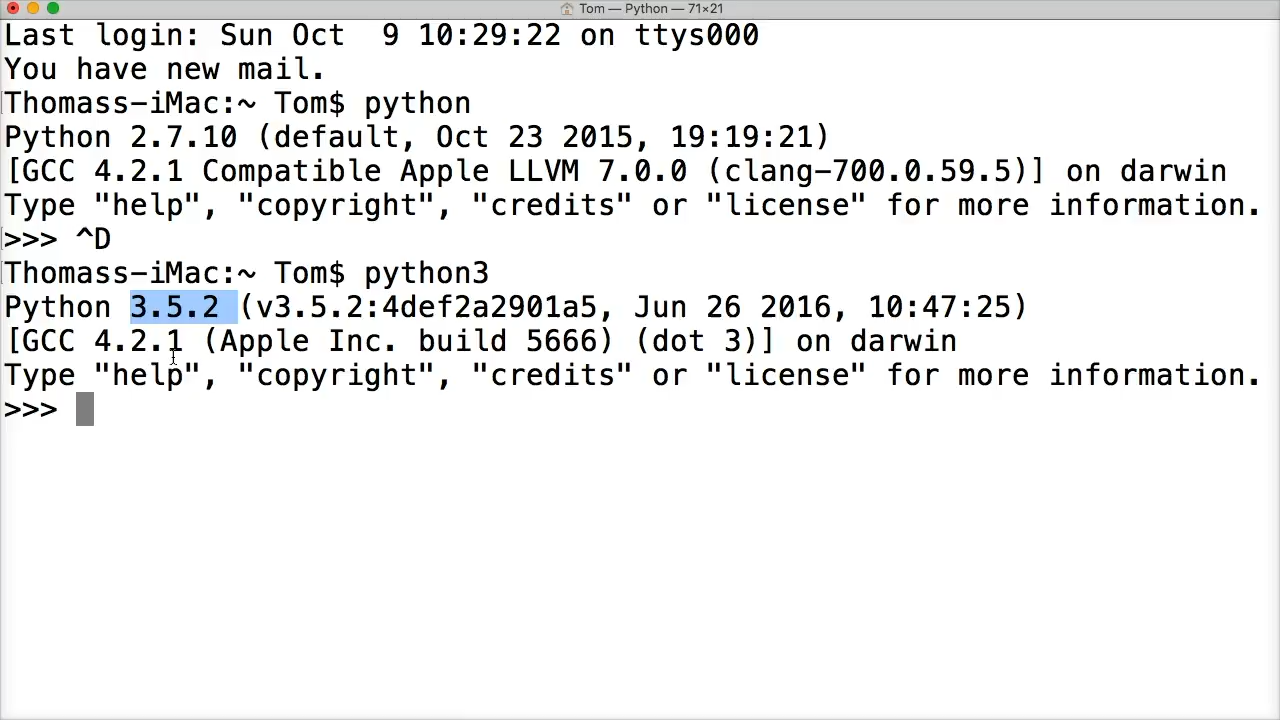 Tom — Python — 71×21
Last login: Sun Oct  9 10:29:22 on ttys000
You have new mail.
Thomass-iMac:~ Tom$ python
Python 2.7.10 (default, Oct 23 2015, 19:19:21)
[GCC 4.2.1 Compatible Apple LLVM 7.0.0 (clang-700.0.59.5)] on darwin
Type "help", "copyright", "credits" or "license" for more information.
>>> ^D
Thomass-iMac:~ Tom$ python3
Python 3.5.2 (v3.5.2:4def2a2901a5, Jun 26 2016, 10:47:25)
[GCC 4.2.1 (Apple Inc. build 5666) (dot 3)] on darwin
Type "help", "copyright", "credits" or "license" for more information.
>>>